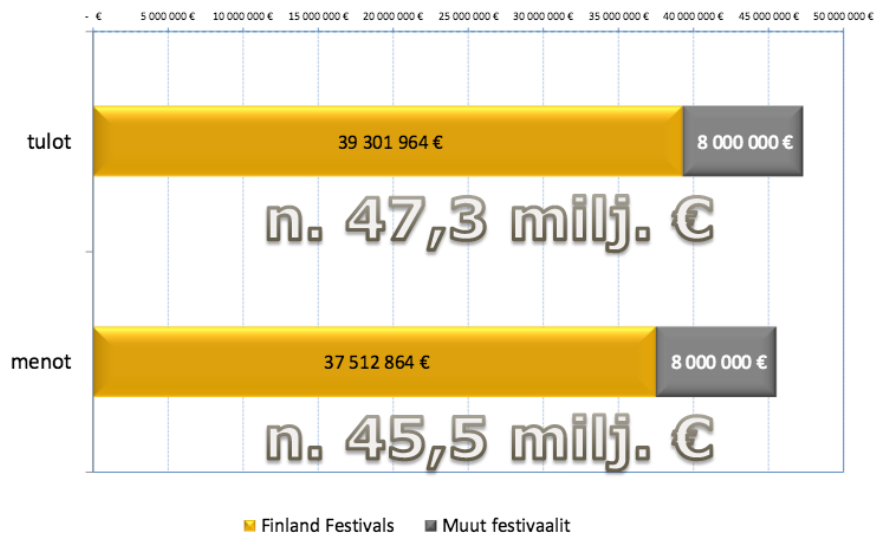 - € 5 000 000 € 10 000 000 € 15 000 000 € 20 000 000 € 25 000 000 € 30 000 000 € 35 000 000 € 40 000 000 € 45 000 000 € 50 000 000 €
tulot 39 301 964 € 8 000 000 €
n. 47,3 milj. €
menot 37 512 864 € 8 000 000 €
n. 45,5 milj. €
Finland Festivals Muut festivaalit